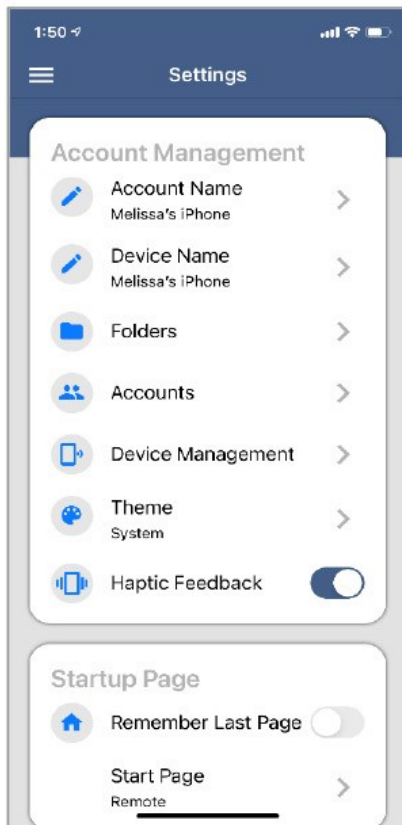 1:50
Settings
Account Management
Account Name
Melissa's iPhone
Device Name
Melissa's iPhone
Folders
Accounts
Device Management
Theme
System
Haptic Feedback
Startup Page
Remember Last Page
Start Page
Remote